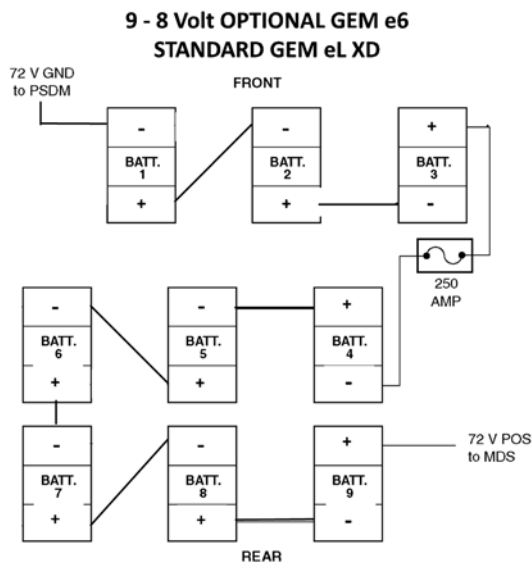 9 - 8 Volt OPTIONAL GEM e6
STANDARD GEM eL XD
72 V GND
to PSDM
FRONT
-
BATT.
1
+
-
BATT.
2
+
+
BATT.
3
-
250
AMP
-
BATT.
6
+
-
BATT.
5
+
+
BATT.
4
-
-
BATT.
7
+
-
BATT.
8
+
+
BATT.
9
-
72 V POS
to MDS
REAR